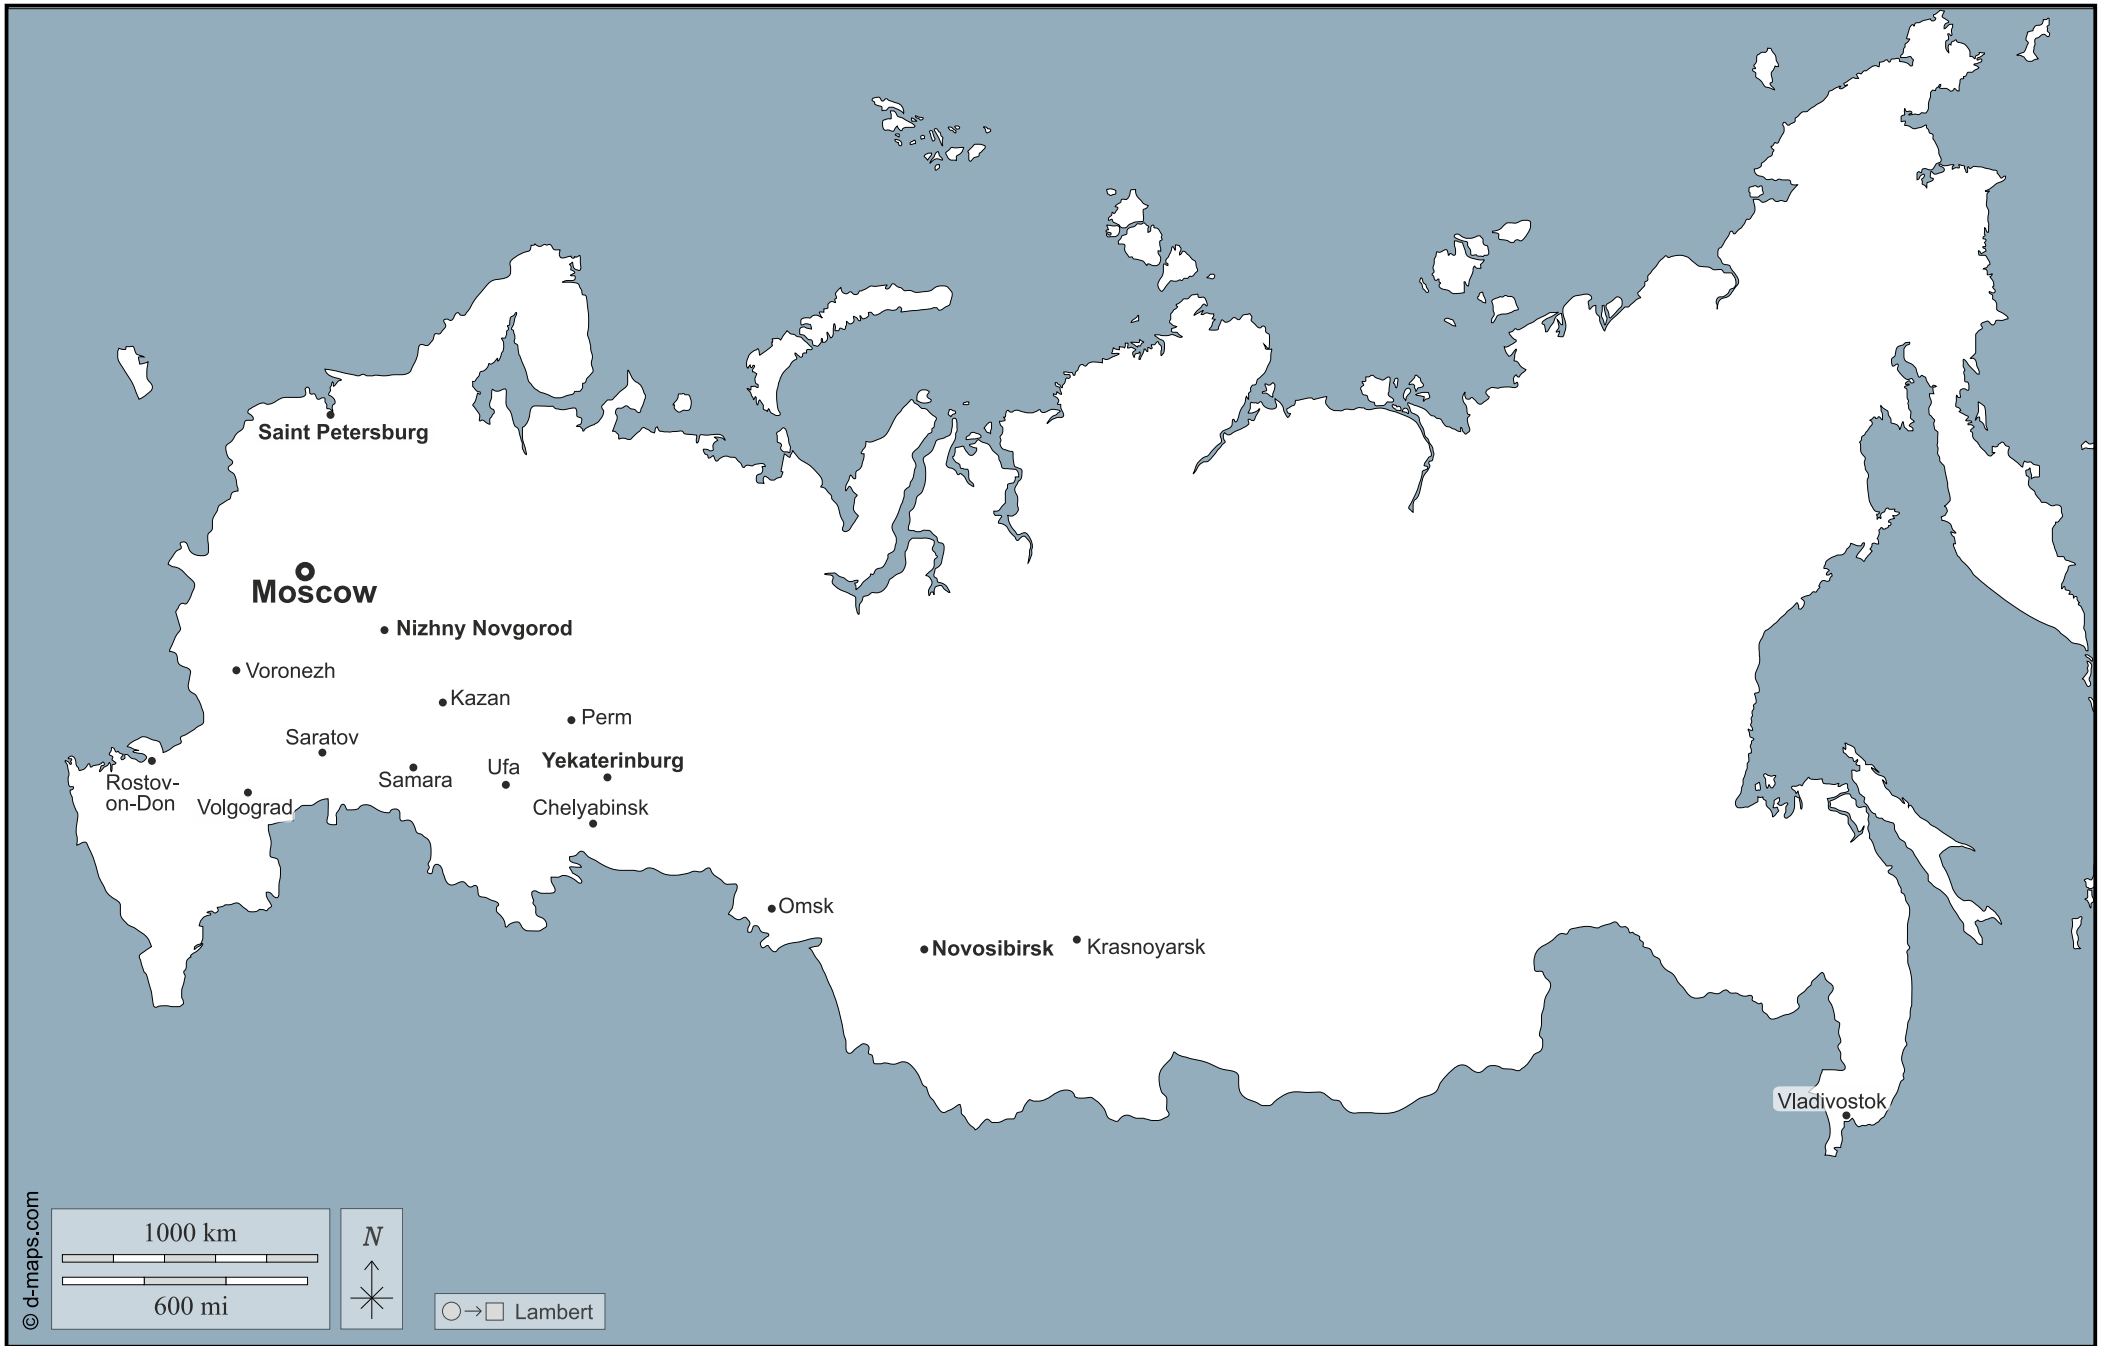 Saint Petersburg
Moscow
Nizhny Novgorod
Voronezh
Kazan
Perm
Saratov
Yekaterinburg
Ufa
Samara
Rostov-
on-Don
Volgograd
Chelyabinsk
Omsk
Novosibirsk
Krasnoyarsk
Vladivostok
© d-maps.com
1000 km
600 mi
N
Lambert